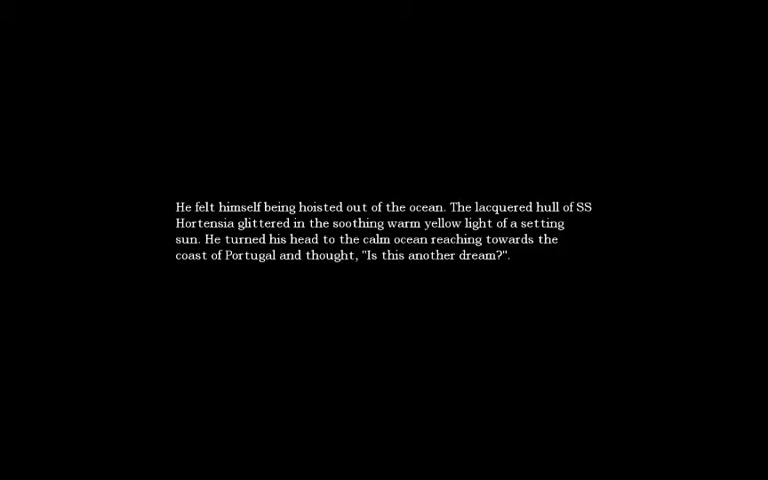 He felt himself being hoisted out of the ocean. The lacquered hull of SS
Hortensia glittered in the soothing warm yellow light of a setting
sun. He turned his head to the calm ocean reaching towards the
coast of Portugal and thought, "Is this another dream?".